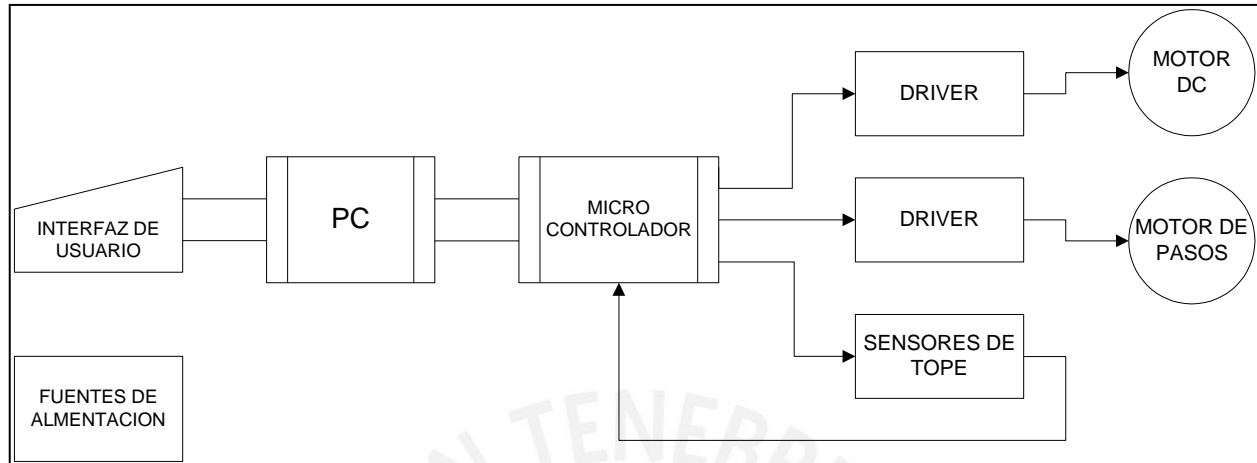 MOTOR
DC
DRIVER
INTERFAZ DE
USUARIO
PC
MICRO
CONTROLADOR
DRIVER
MOTOR DE
PASOS
SENSORES DE
TOPE
FUENTES DE
ALMENTACION